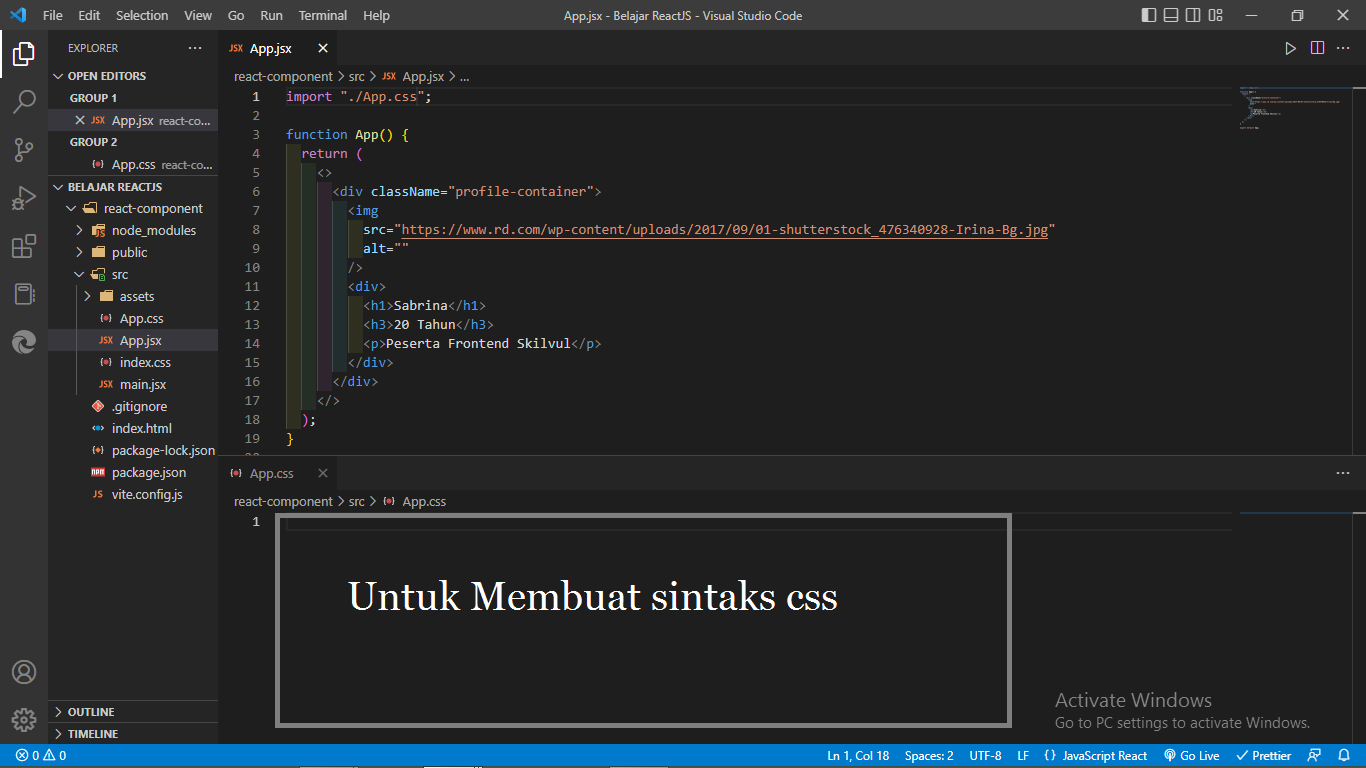 File Edit Selection View Go Run Terminal Help App.jsx - Belajar ReactJS - Visual Studio Code
EXPLORER
OPEN EDITORS
GROUP 1
App.jsx react-co...
GROUP 2
App.css react-co...
BELAJAR REACTJS
react-component
node_modules
public
src
assets
App.css
JSX App.jsx
index.css
JSX main.jsx
.gitignore
index.html
package-lock.json
package.json
JS vite.config.js
OUTLINE
TIMELINE
JSX App.jsx
react-component > src > JSX App.jsx > ...
1 import "./App.css";
2
3 function App() {
4 return (
5 <>
6 <div className="profile-container">
7 <img
8 src="https://www.rd.com/wp-content/uploads/2017/09/01-shutterstock_476340928-Irina-Bg.jpg"
9 alt=""
10 />
11 <div>
12 <h1>Sabrina</h1>
13 <h3>20 Tahun</h3>
14 <p>Peserta Frontend Skilvul</p>
15 </div>
16 </div>
17 </>
18 );
19 }
App.css
react-component > src > App.css
1
Untuk Membuat sintaks css
Activate Windows
Go to PC settings to activate Windows.
0 0 Ln 1, Col 18 Spaces: 2 UTF-8 LF {} JavaScript React Go Live Prettier